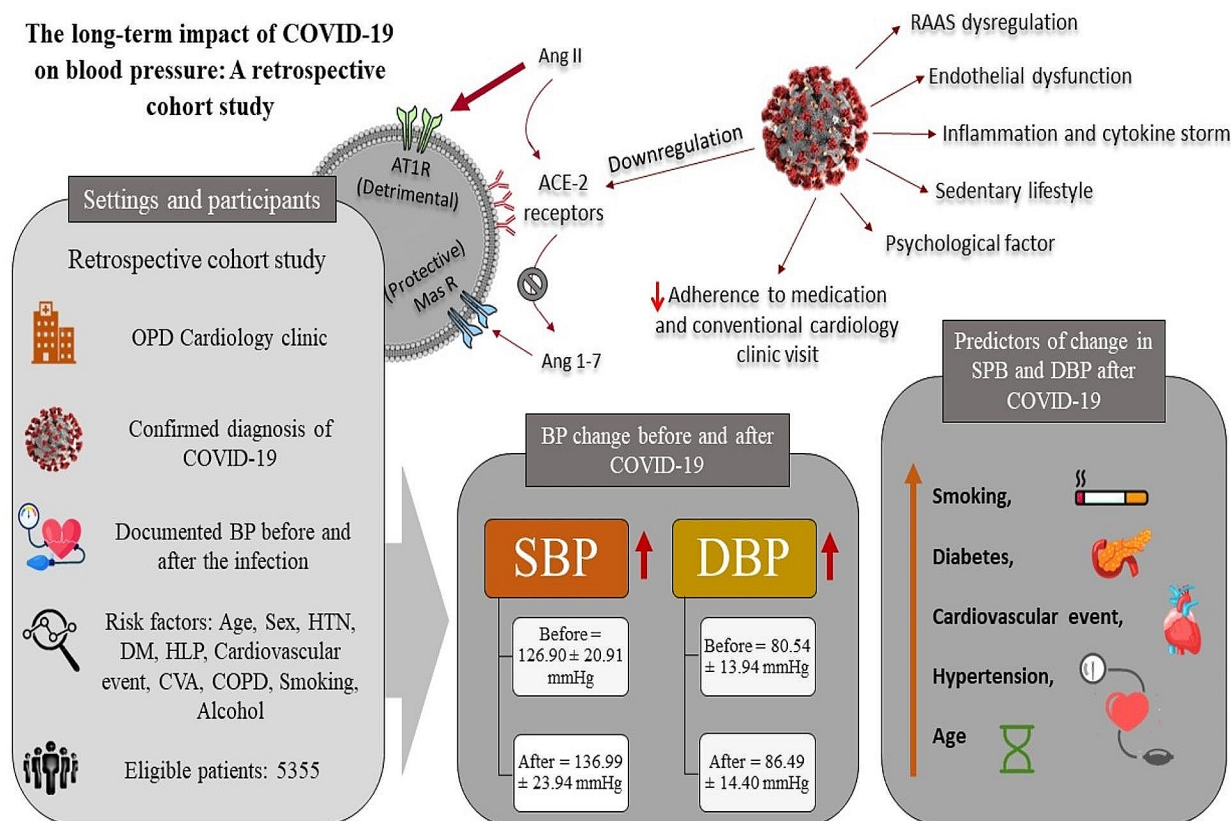 The long-term impact of COVID-19
on blood pressure: A retrospective
cohort study
Ang II
AT1R
(Detrimental)
ACE-2
receptors
(Protective)
Mas R
Ang 1-7
Downregulation
RAAS dysregulation
Endothelial dysfunction
Inflammation and cytokine storm
Sedentary lifestyle
Psychological factor
Adherence to medication
and conventional cardiology
clinic visit
Settings and participants
Retrospective cohort study
OPD Cardiology clinic
Confirmed diagnosis of
COVID-19
Documented BP before and
after the infection
Risk factors: Age, Sex, HTN,
DM, HLP, Cardiovascular
event, CVA, COPD, Smoking,
Alcohol
Eligible patients: 5355
BP change before and after
COVID-19
SBP
Before =
126.90 ± 20.91
mmHg
After = 136.99
± 23.94 mmHg
DBP
Before = 80.54
± 13.94 mmHg
After = 86.49
± 14.40 mmHg
Predictors of change in
SPB and DBP after
COVID-19
Smoking,
Diabetes,
Cardiovascular event,
Hypertension,
Age